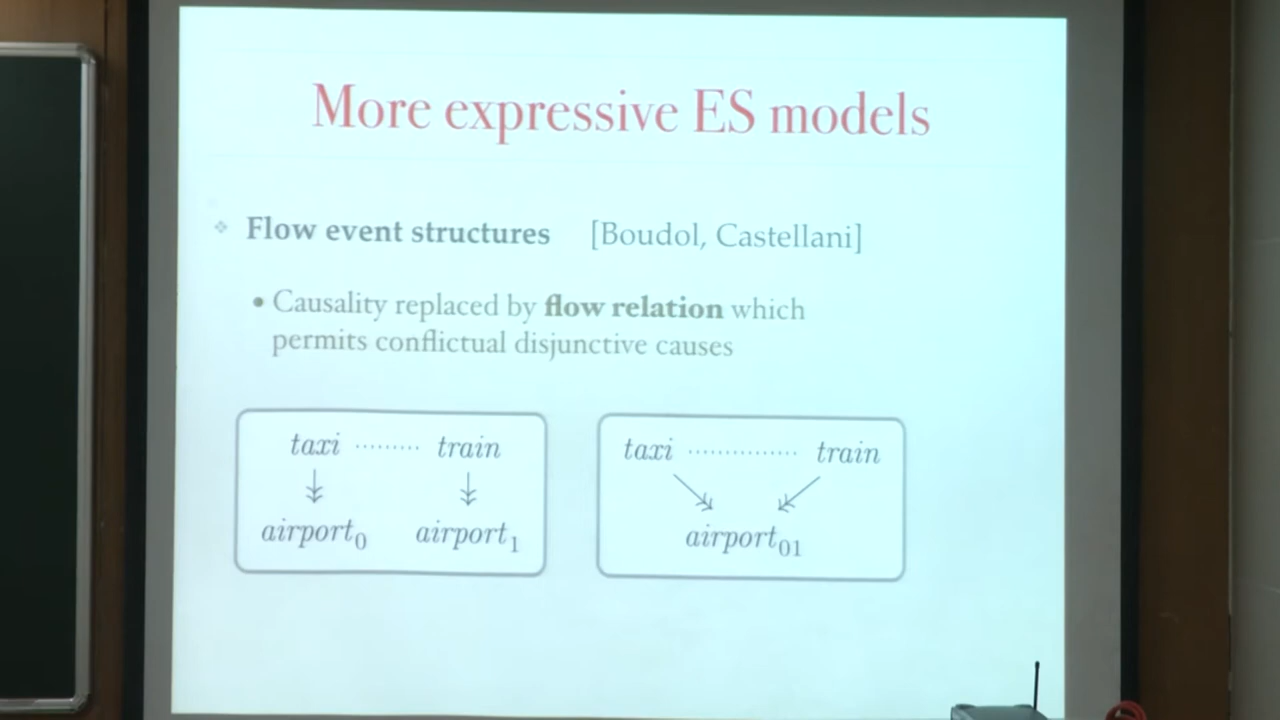 More expressive ES models
❖ Flow event structures [Boudol, Castellani]
• Causality replaced by flow relation which
permits conflictual disjunctive causes
taxi ......... train
airport₀ airport₁
taxi .............. train
airport₀₁